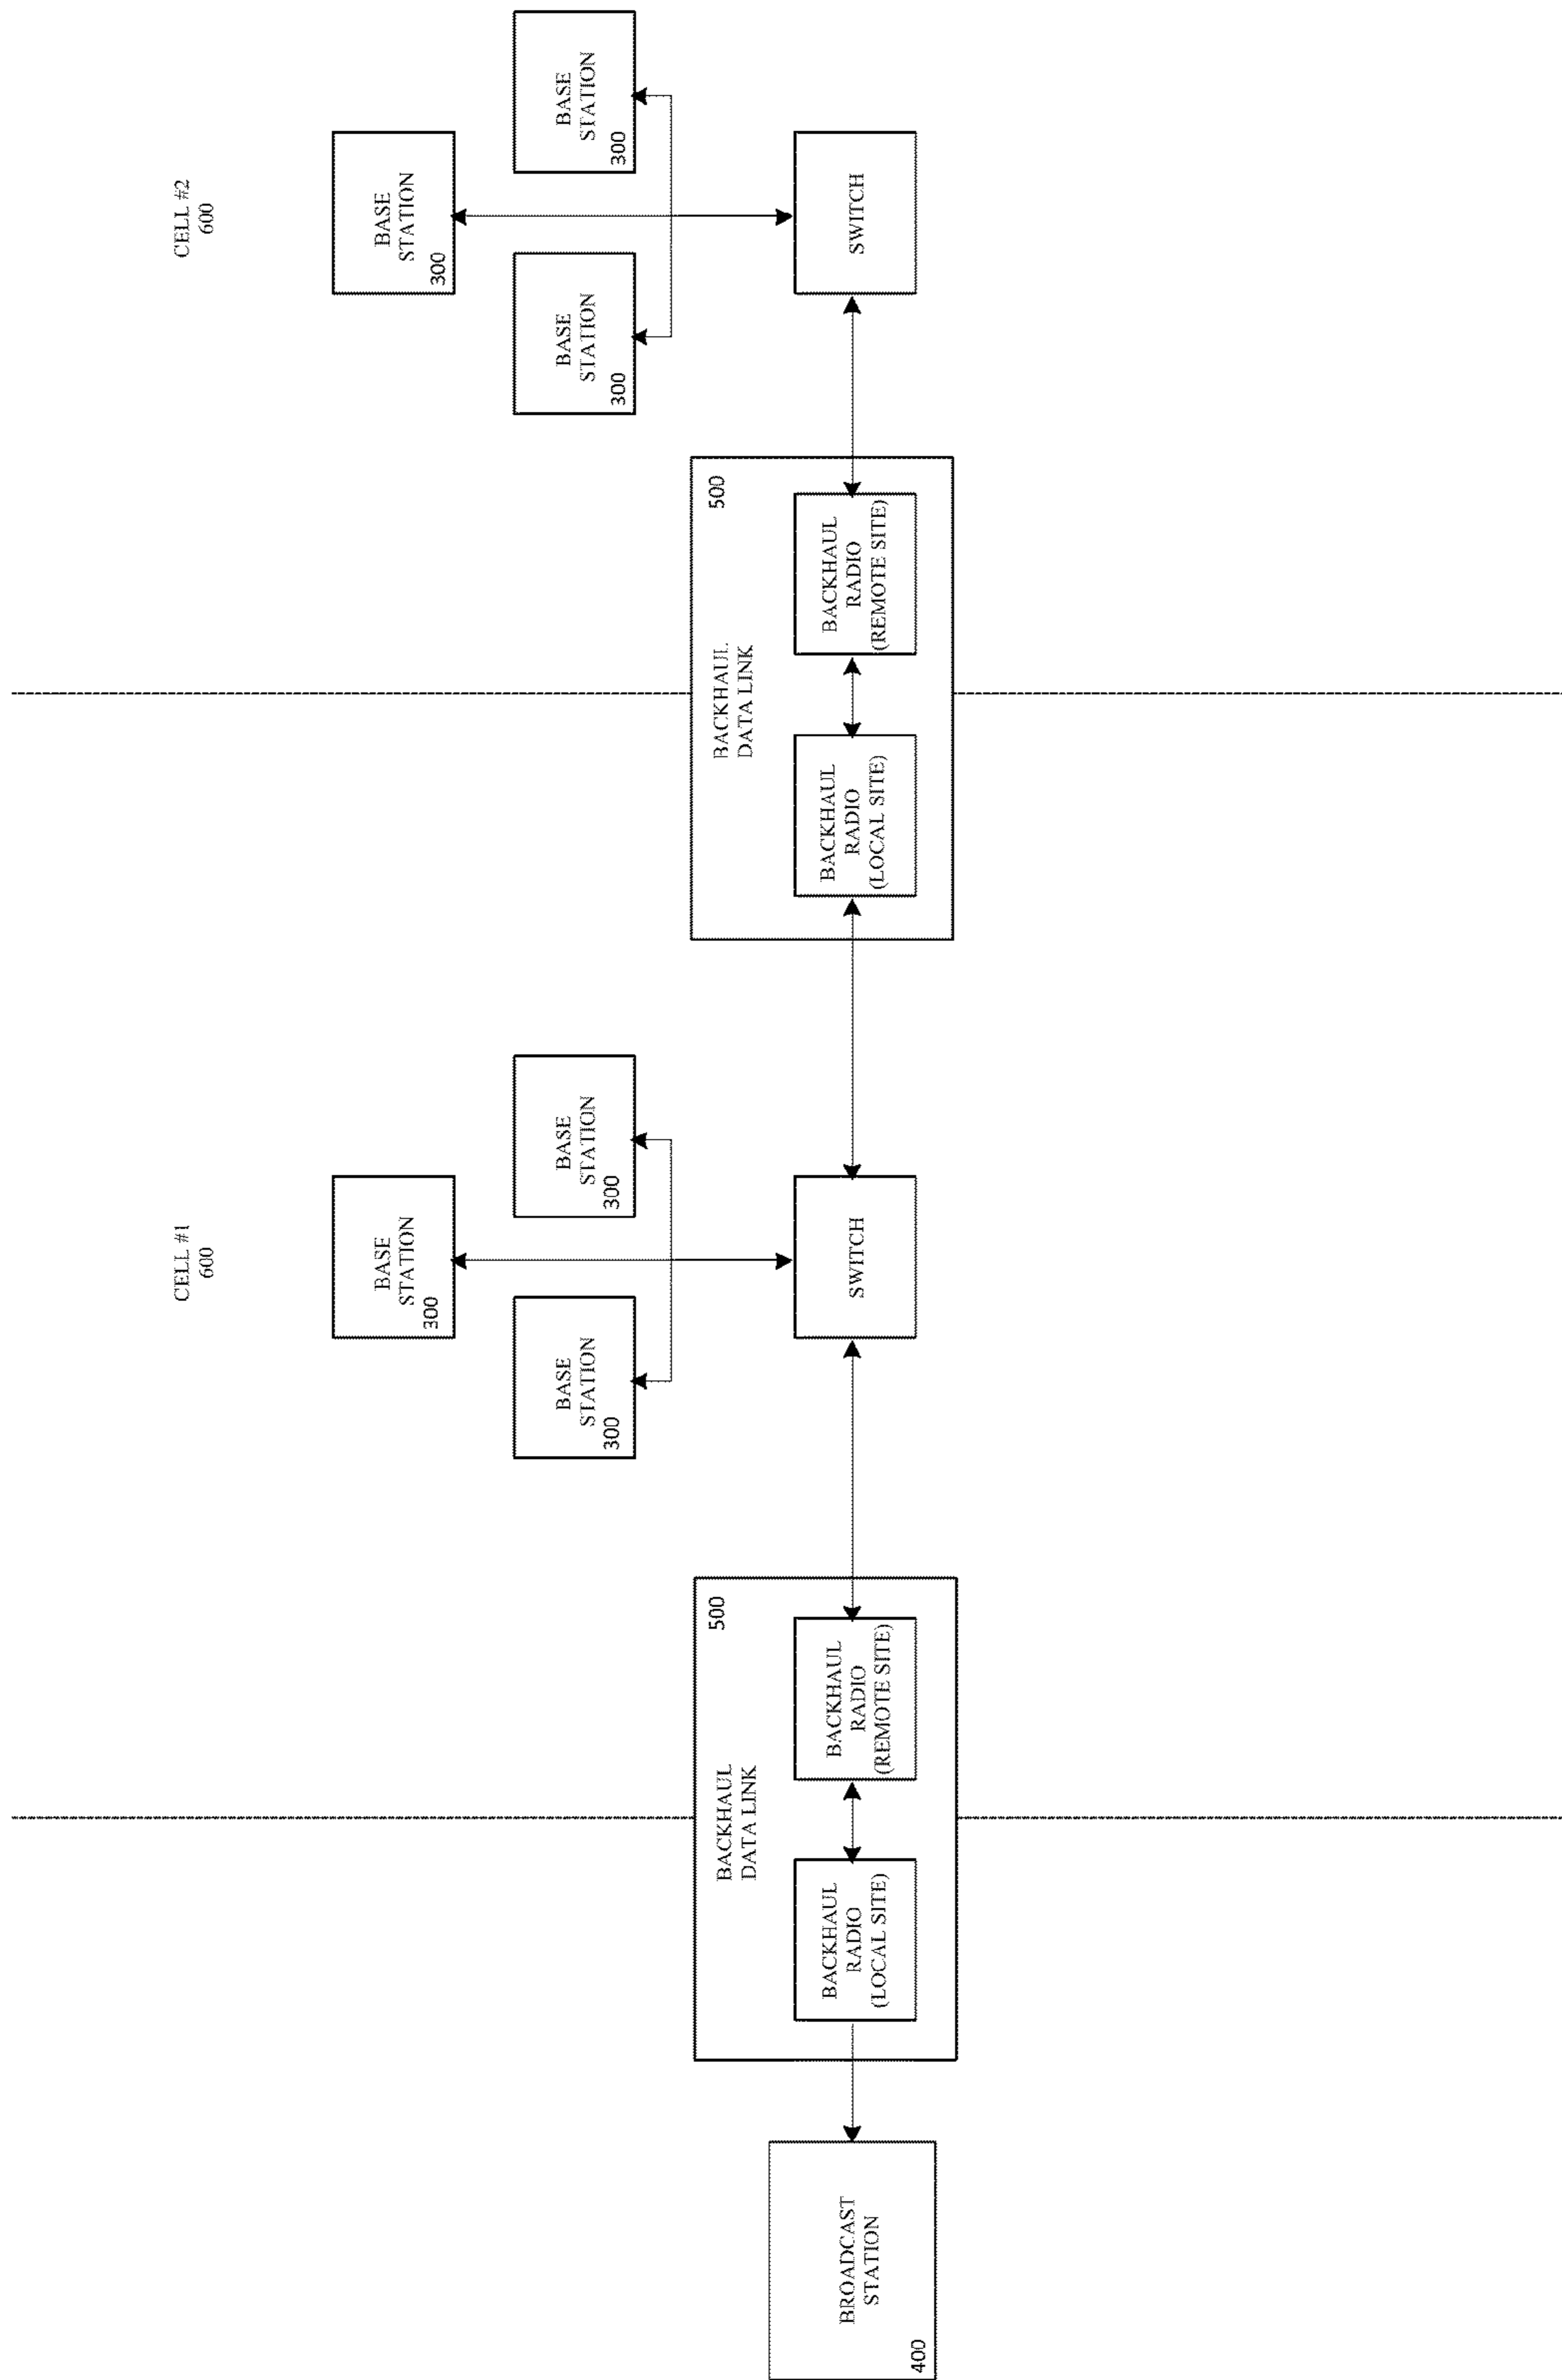 CELL #1
600
CELL #2
600
BASE
STATION
300
BASE
STATION
300
BASE
STATION
300
BASE
STATION
300
BASE
STATION
300
BASE
STATION
300
BROADCAST
STATION
400
BACKHAUL
DATA LINK
500
BACKHAUL
RADIO
(LOCAL SITE)
BACKHAUL
RADIO
(REMOTE SITE)
SWITCH
BACKHAUL
DATA LINK
500
BACKHAUL
RADIO
(LOCAL SITE)
BACKHAUL
RADIO
(REMOTE SITE)
SWITCH